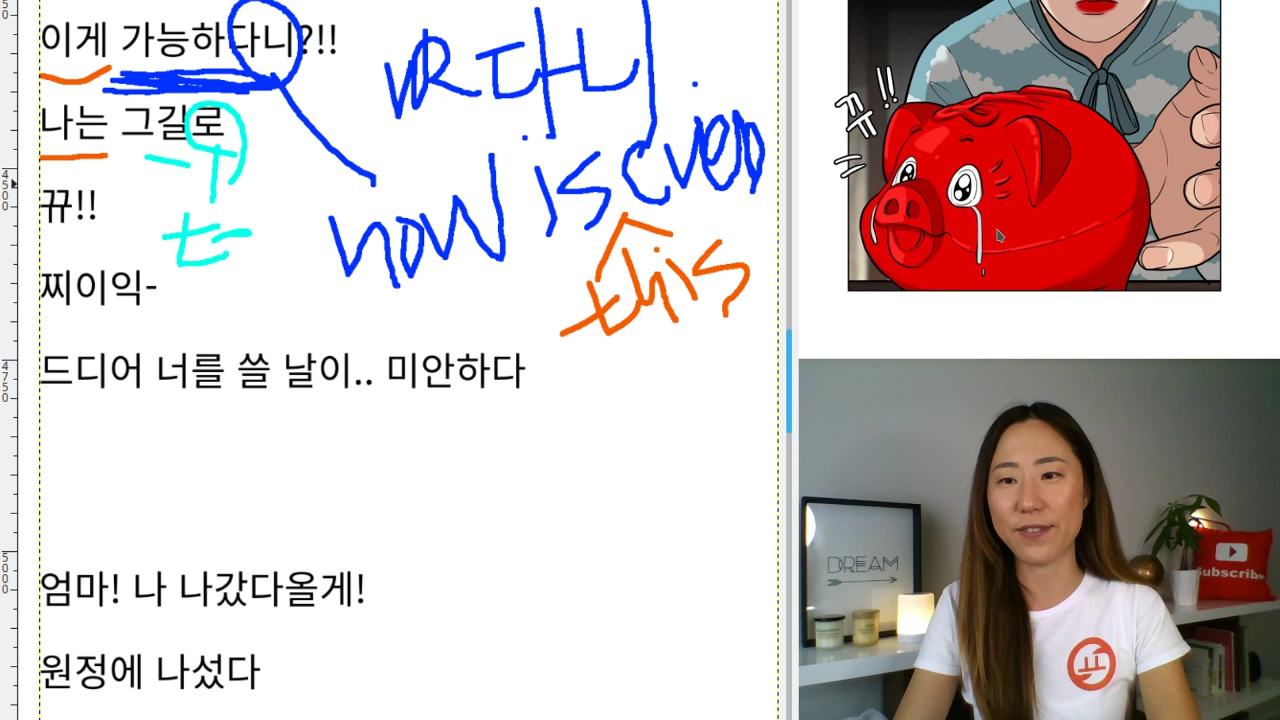 이게 가능하다니?!!
나는 그길로
뀨!!
찌이익-
드디어 너를 쓸 날이.. 미안하다
엄마! 나 나갔다올게!
원정에 나섰다
다니
how is even
this
뀨!!
DREAM
Subscribe